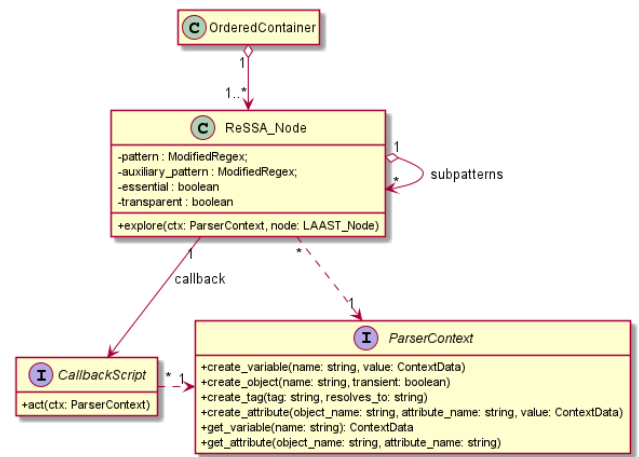 C OrderedContainer
1
1..*
C ReSSA_Node
-pattern : ModifiedRegex;
-auxiliary_pattern : ModifiedRegex;
-essential : boolean
-transparent : boolean
+explore(ctx: ParserContext, node: LAAST_Node)
1
*
subpatterns
1
callback
*
1
I CallbackScript
+act(ctx: ParserContext)
* 1
I ParserContext
+create_variable(name: string, value: ContextData)
+create_object(name: string, transient: boolean)
+create_tag(tag: string, resolves_to: string)
+create_attribute(object_name: string, attribute_name: string, value: ContextData)
+get_variable(name: string): ContextData
+get_attribute(object_name: string, attribute_name: string)